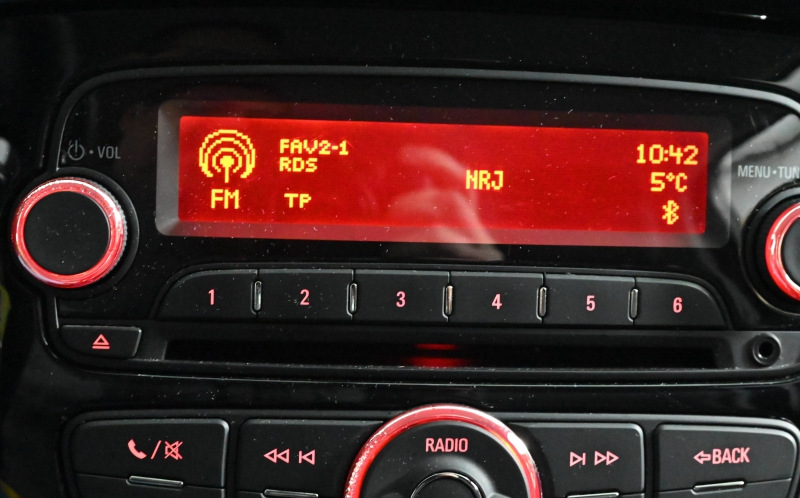 FAV2-1
RDS
FM
TP
NRJ
10:42
5°C
VOL
MENU•TUN
1 2 3 4 5 6
RADIO
BACK